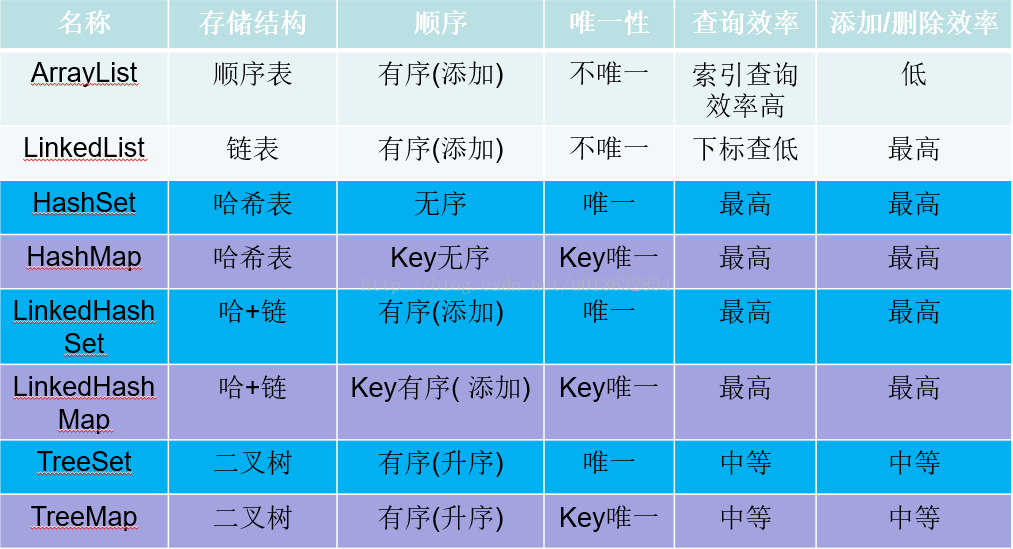 名称 存储结构 顺序 唯一性 查询效率 添加/删除效率
ArrayList 顺序表 有序(添加) 不唯一 索引查询 低
效率高
LinkedList 链表 有序(添加) 不唯一 下标查低 最高
HashSet 哈希表 无序 唯一 最高 最高
HashMap 哈希表 Key无序 Key唯一 最高 最高
LinkedHash 哈+链 有序(添加) 唯一 最高 最高
Set
LinkedHash 哈+链 Key有序( 添加) Key唯一 最高 最高
Map
TreeSet 二叉树 有序(升序) 唯一 中等 中等
TreeMap 二叉树 有序(升序) Key唯一 中等 中等